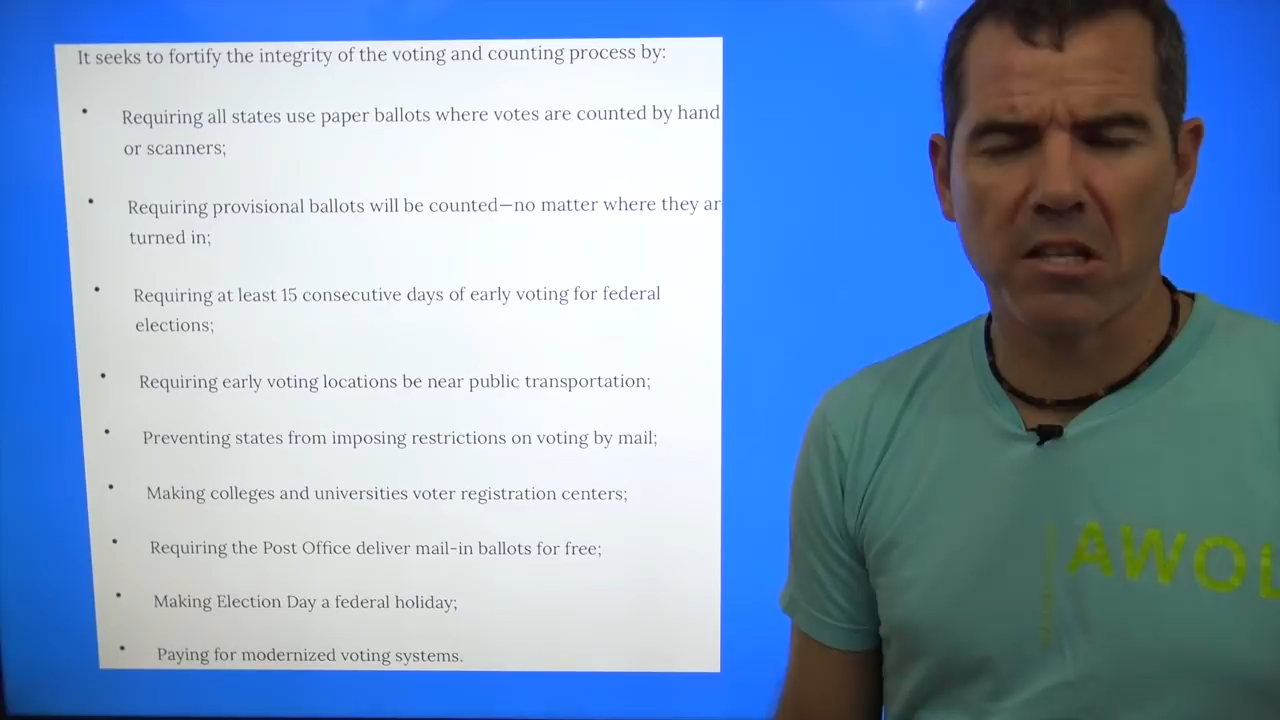 It seeks to fortify the integrity of the voting and counting process by:
• Requiring all states use paper ballots where votes are counted by hand
or scanners;
• Requiring provisional ballots will be counted—no matter where they ar
turned in;
• Requiring at least 15 consecutive days of early voting for federal
elections;
• Requiring early voting locations be near public transportation;
• Preventing states from imposing restrictions on voting by mail;
• Making colleges and universities voter registration centers;
• Requiring the Post Office deliver mail-in ballots for free;
• Making Election Day a federal holiday;
• Paying for modernized voting systems.
AWOL